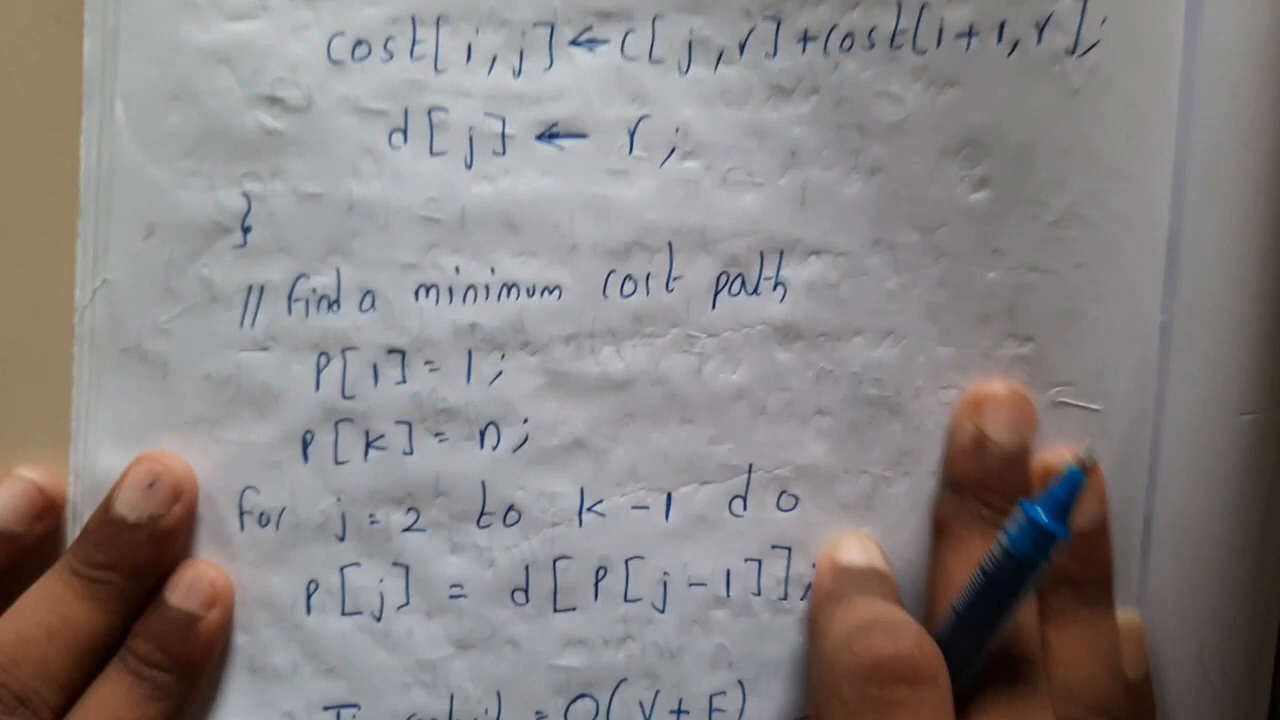 cost[i,j]←c[j,r]+cost[i+1,r];
d[j] ← r;
}
// find a minimum cost path
P[1]=1;
P[k]=n;
for j=2 to k-1 do
P[j] = d[P[j-1]];
= O(V+E)